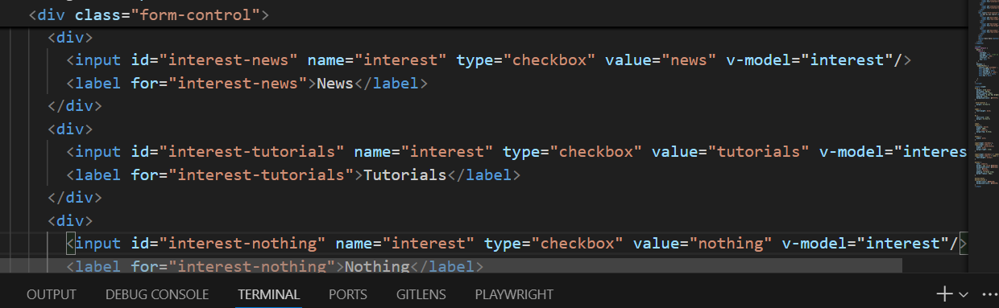 <div class="form-control">
<div>
<input id="interest-news" name="interest" type="checkbox" value="news" v-model="interest"/>
<label for="interest-news">News</label>
</div>
<div>
<input id="interest-tutorials" name="interest" type="checkbox" value="tutorials" v-model="interes
<label for="interest-tutorials">Tutorials</label>
</div>
<div>
<input id="interest-nothing" name="interest" type="checkbox" value="nothing" v-model="interest"/>
<label for="interest-nothing">Nothing</label>
OUTPUT DEBUG CONSOLE TERMINAL PORTS GITLENS PLAYWRIGHT